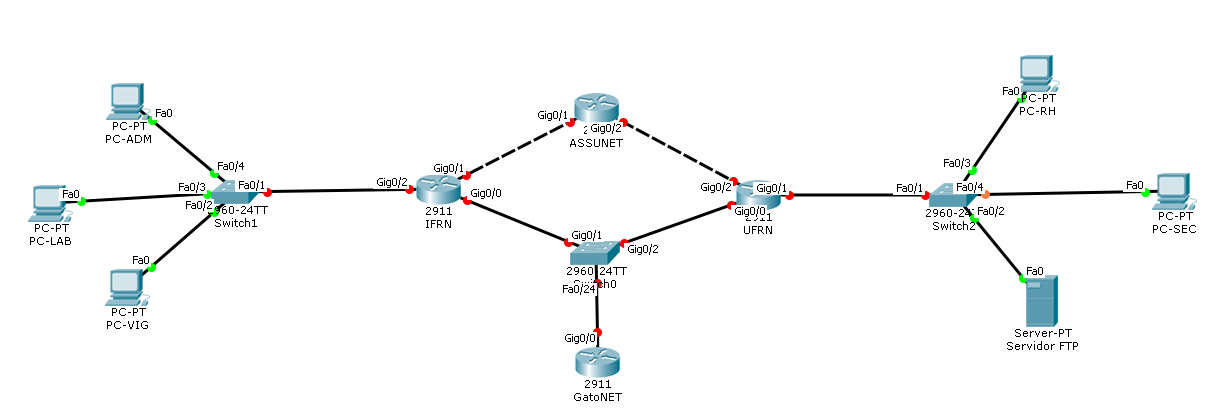 Fa0
PC-PT
PC-ADM
Fa0/4
Fa0
PC-PT
PC-LAB
Fa0/3
Fa0/1
Fa0/2
2960-24TT
Switch1
Fa0
PC-PT
PC-VIG
Gig0/2
Gig0/1
Gig0/0
2911
IFRN
Gig0/1
Gig0/2
ASSUNET
Gig0/1
Gig0/2
2960-24TT
Switch0
Fa0/24
Gig0/0
2911
GatoNET
Gig0/2
Gig0/1
Gig0/0
2911
UFRN
Fa0/1
Fa0/3
Fa0/4
Fa0/2
Switch2
Fa0
PC-PT
PC-RH
Fa0
PC-PT
PC-SEC
Fa0
Server-PT
Servidor FTP